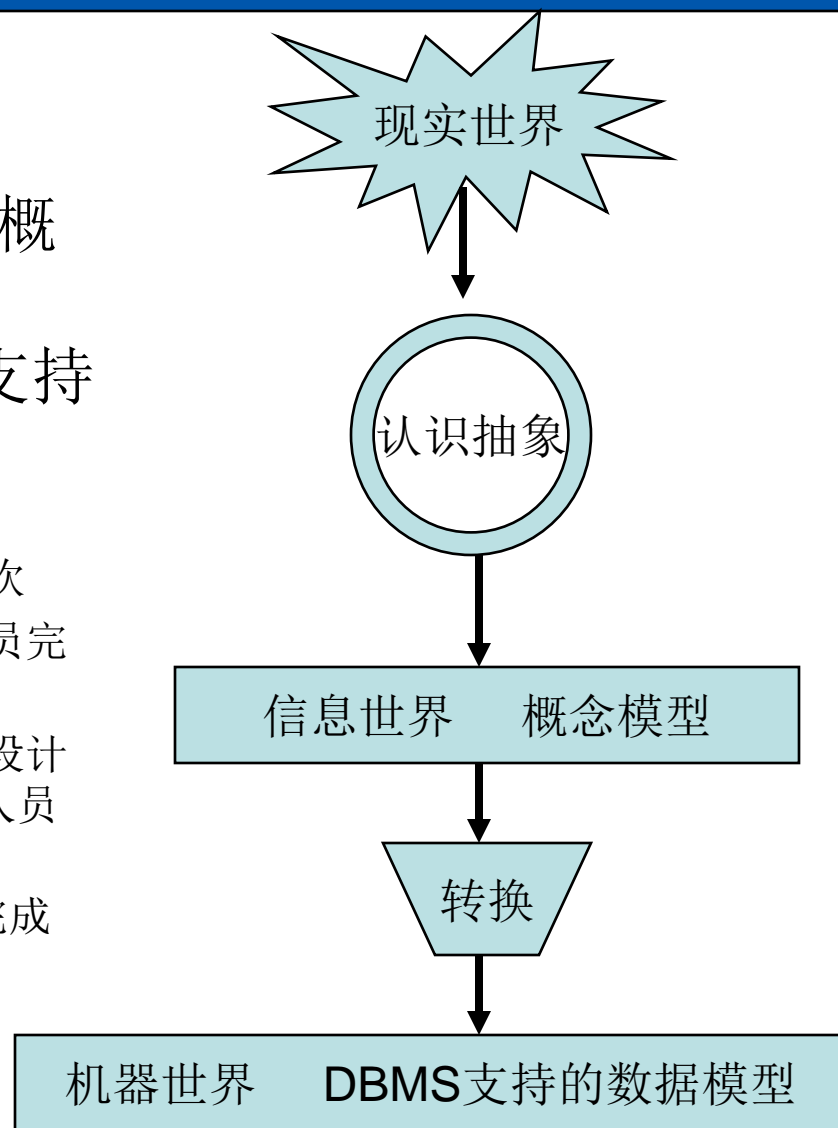 概
支持
次
员完
设计
人员
完成
现实世界
认识抽象
信息世界 概念模型
转换
机器世界 DBMS支持的数据模型